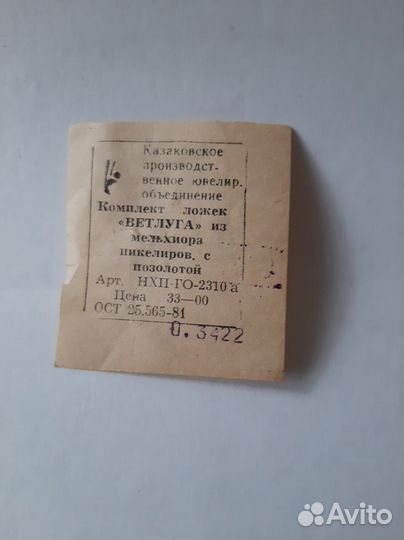 Казаковское
производст-
венное ювелир.
объединение
Комплект ложек
«ВЕТЛУГА» из
мельхиора
никелиров. с
позолотой
Арт. НХП-ГО-2310 а
Цена 33—00
ОСТ 25.565-81
0.3422
Avito